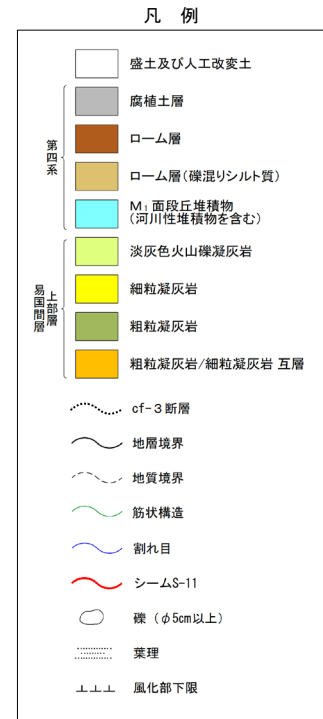 凡 例
盛土及び人工改変土
第四系
腐植土層
ローム層
ローム層(礫混りシルト質)
M₁面段丘堆積物
(河川性堆積物を含む)
易国間層
上部層
淡灰色火山礫凝灰岩
細粒凝灰岩
粗粒凝灰岩
粗粒凝灰岩/細粒凝灰岩 互層
cf-3断層
地層境界
地質境界
筋状構造
割れ目
シームS-11
礫 (φ5cm以上)
葉理
風化部下限